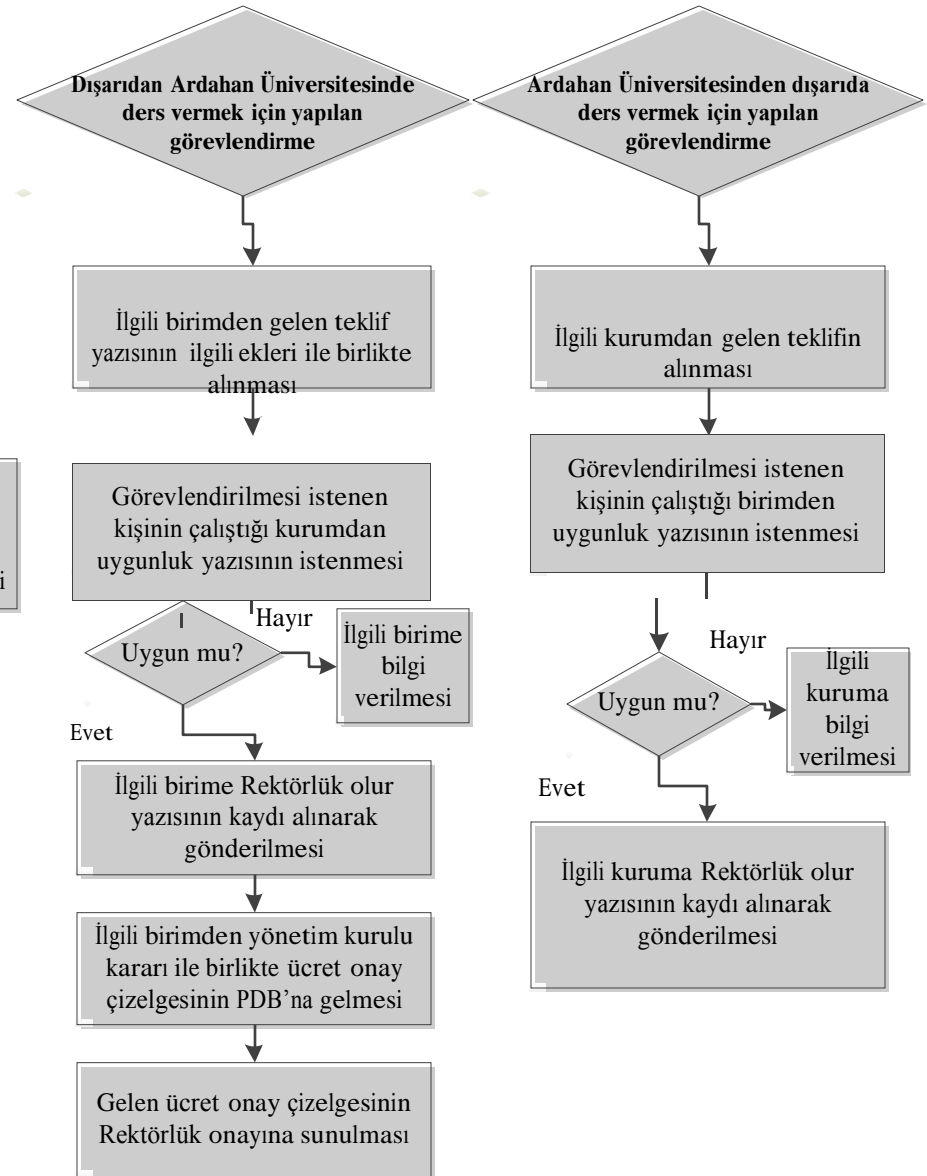 Dışarıdan Ardahan Üniversitesinde
ders vermek için yapılan
görevlendirme
İlgili birimden gelen teklif
yazısının ilgili ekleri ile birlikte
alınması
Görevlendirilmesi istenen
kişinin çalıştığı kurumdan
uygunluk yazısının istenmesi
i
Uygun mu?
Hayır
İlgili birime
bilgi
verilmesi
Evet
İlgili birime Rektörlük olur
yazısının kaydı alınarak
gönderilmesi
İlgili birimden yönetim kurulu
kararı ile birlikte ücret onay
çizelgesinin PDB’na gelmesi
Gelen ücret onay çizelgesinin
Rektörlük onayına sunulması
Ardahan Üniversitesinden dışarıda
ders vermek için yapılan
görevlendirme
İlgili kurumdan gelen teklifin
alınması
Görevlendirilmesi istenen
kişinin çalıştığı birimden
uygunluk yazısının istenmesi
Uygun mu?
Hayır
İlgili
kuruma
bilgi
verilmesi
Evet
İlgili kuruma Rektörlük olur
yazısının kaydı alınarak
gönderilmesi